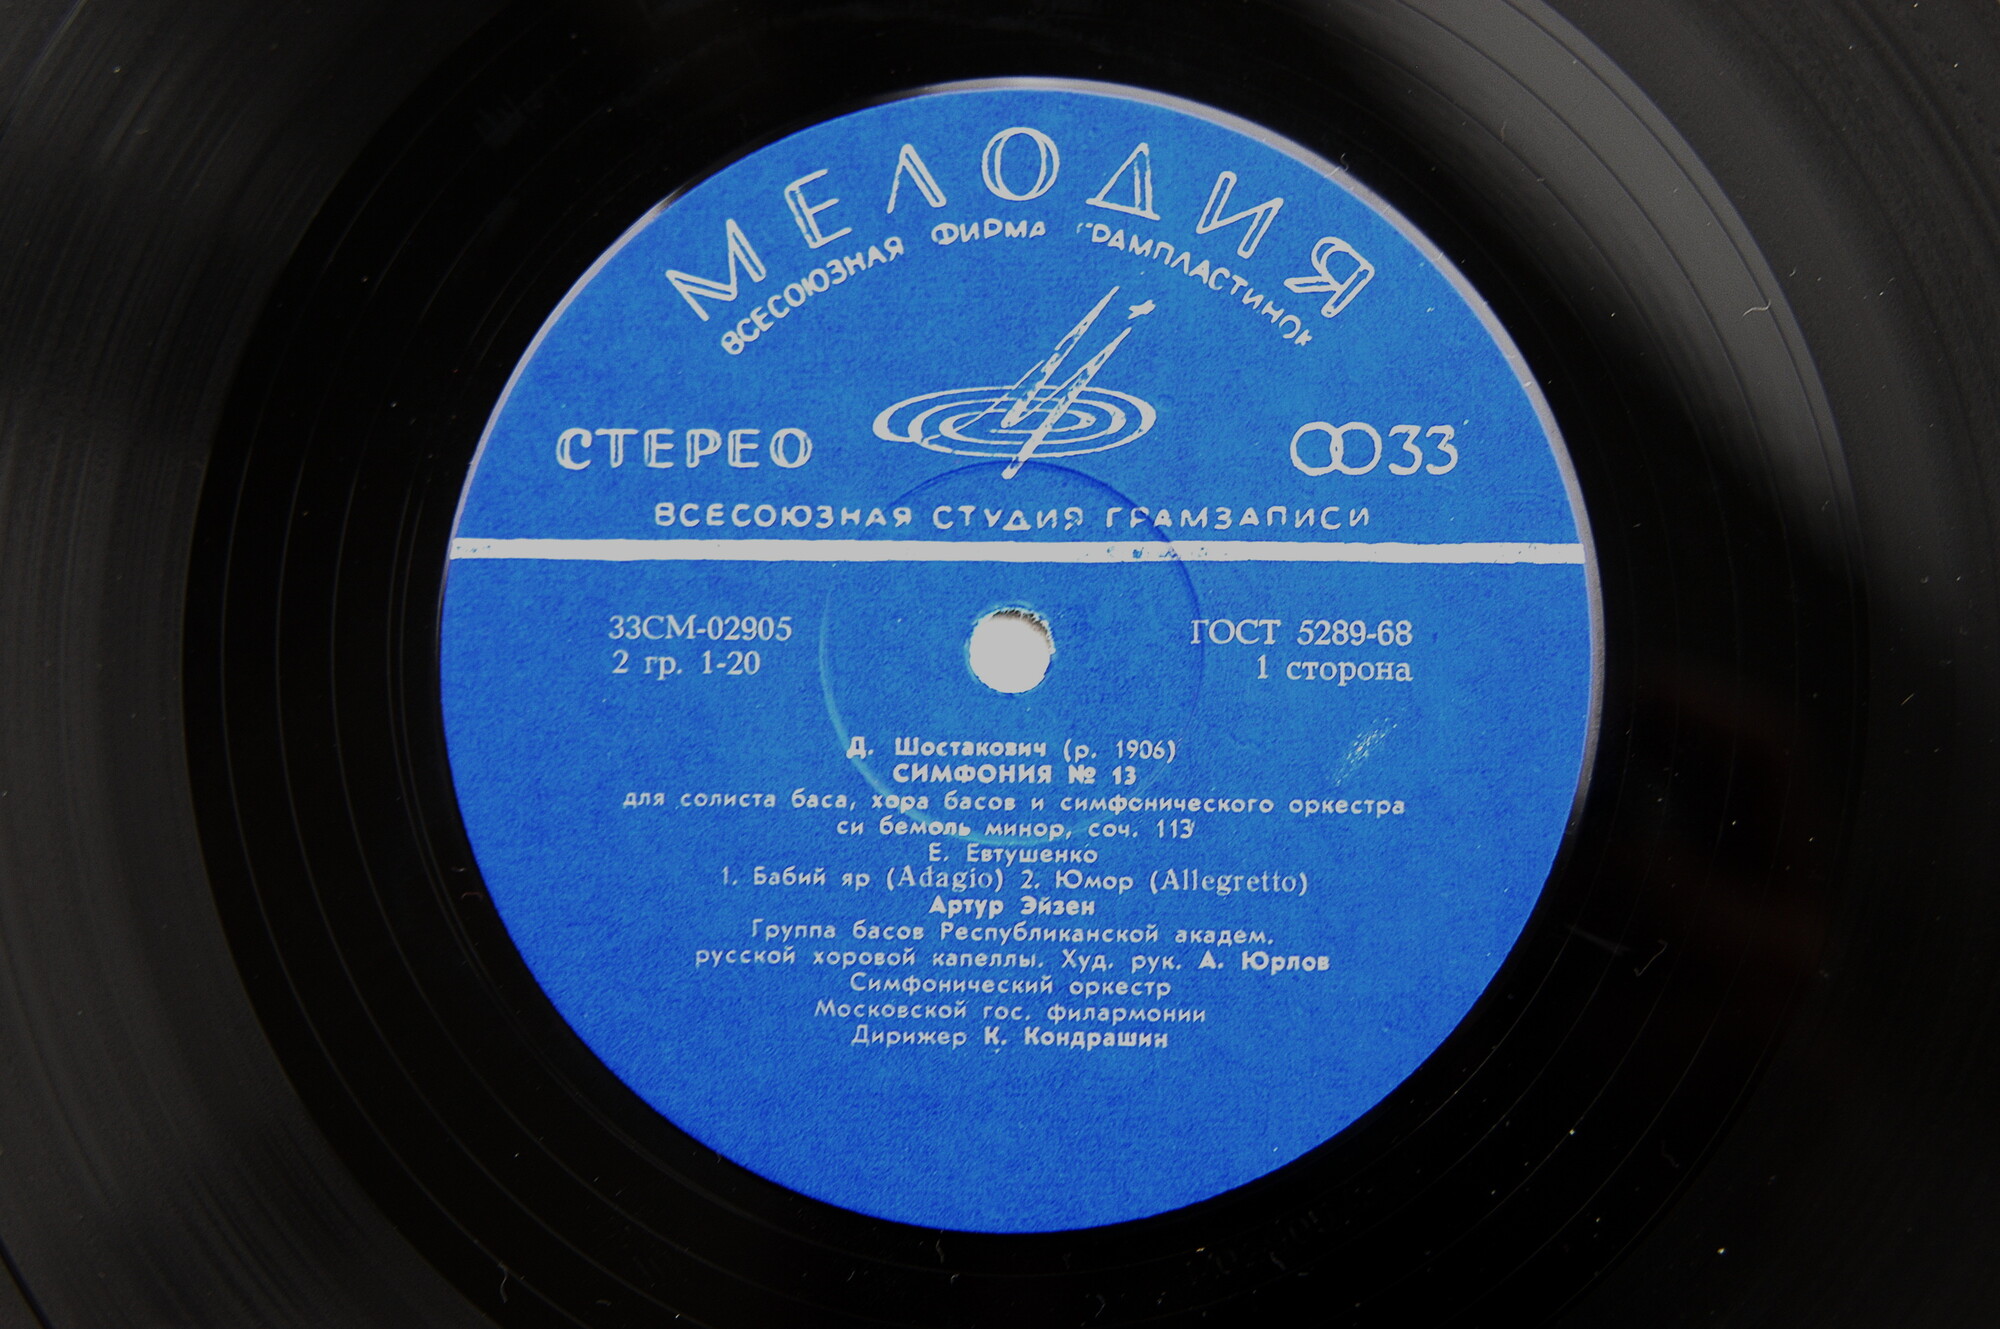 МЕЛОДИЯ
ВСЕСОЮЗНАЯ ФИРМА ГРАМПЛАСТИНОК
СТЕРЕО
33
ВСЕСОЮЗНАЯ СТУДИЯ ГРАМЗАПИСИ
33СМ-02905
ГОСТ 5289-68
2 гр. 1-20
1 сторона
Д. Шостакович (р. 1906)
СИМФОНИЯ № 13
для солиста баса, хора басов и симфонического оркестра
си бемоль минор, соч. 113
Е. Евтушенко
1. Бабий яр (Adagio) 2. Юмор (Allegretto)
Артур Эйзен
Группа басов Республиканской академ.
русской хоровой капеллы. Худ. рук. А. Юрлов
Симфонический оркестр
Московской гос. филармонии
Дирижер К. Кондрашин